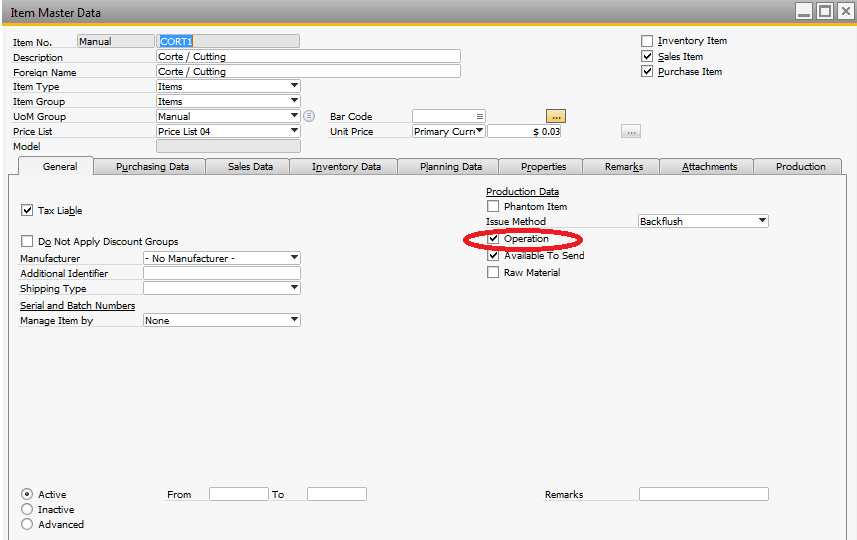 Item Master Data
Item No. Manual CORT1 Inventory Item
Description Corte / Cutting Sales Item
Foreign Name Corte / Cutting Purchase Item
Item Type Items
Item Group Items
UoM Group Manual Bar Code ...
Price List Price List 04 Unit Price Primary Curre $ 0.03 ...
Model
General Purchasing Data Sales Data Inventory Data Planning Data Properties Remarks Attachments Production
Production Data
Tax Liable Phantom Item
Issue Method Backflush
Do Not Apply Discount Groups Operation
Manufacturer - No Manufacturer - Available To Send
Additional Identifier Raw Material
Shipping Type
Serial and Batch Numbers
Manage Item by None
Active From To Remarks
Inactive
Advanced